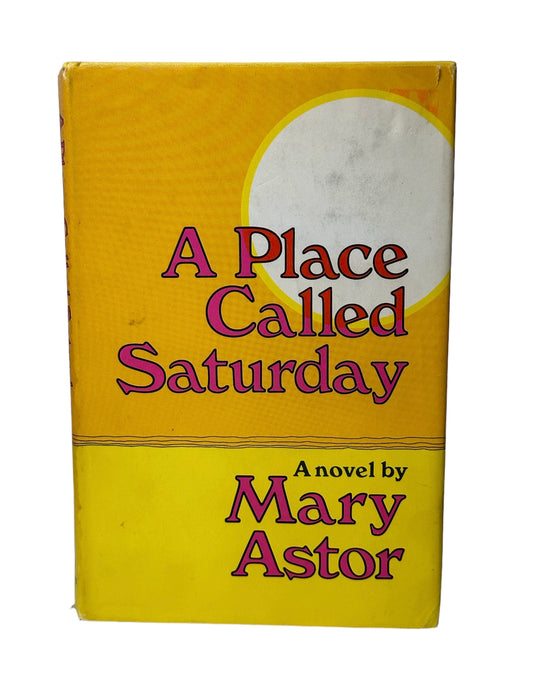 A Place
Called
Saturday
A novel by
Mary
Astor